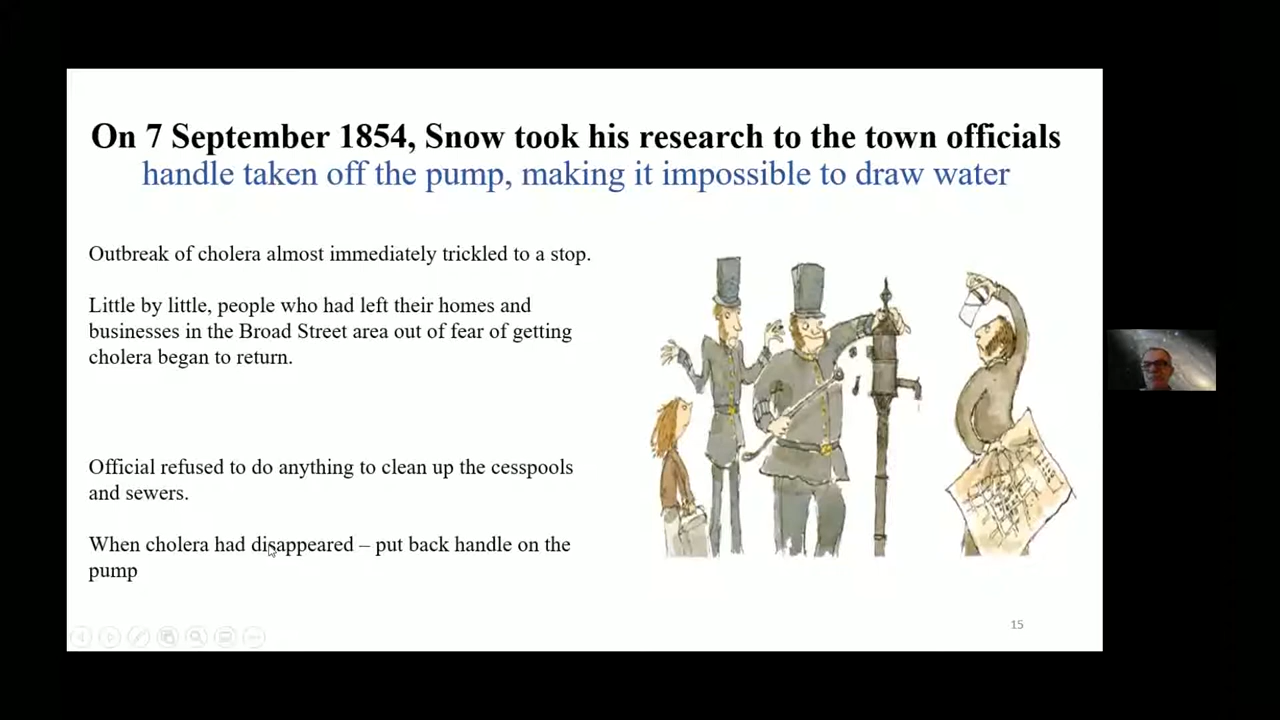 On 7 September 1854, Snow took his research to the town officials
handle taken off the pump, making it impossible to draw water
Outbreak of cholera almost immediately trickled to a stop.
Little by little, people who had left their homes and
businesses in the Broad Street area out of fear of getting
cholera began to return.
Official refused to do anything to clean up the cesspools
and sewers.
When cholera had disappeared – put back handle on the
pump
15